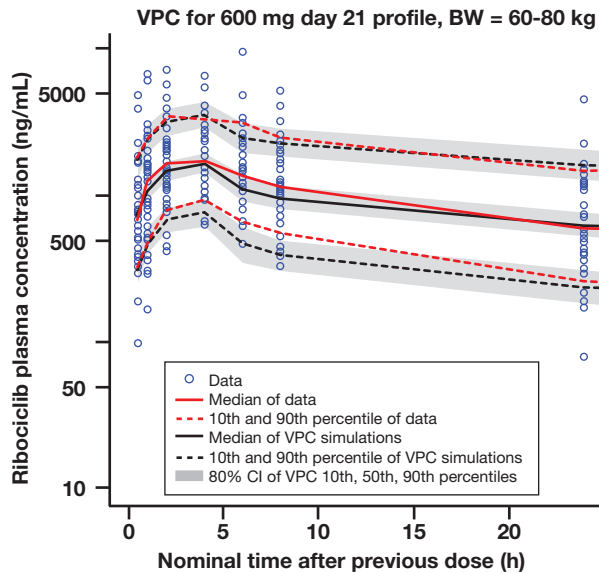 VPC for 600 mg day 21 profile, BW = 60-80 kg
Ribociclib plasma concentration (ng/mL)
5000
500
50
10
Data
Median of data
10th and 90th percentile of data
Median of VPC simulations
10th and 90th percentile of VPC simulations
80% CI of VPC 10th, 50th, 90th percentiles
0 5 10 15 20
Nominal time after previous dose (h)